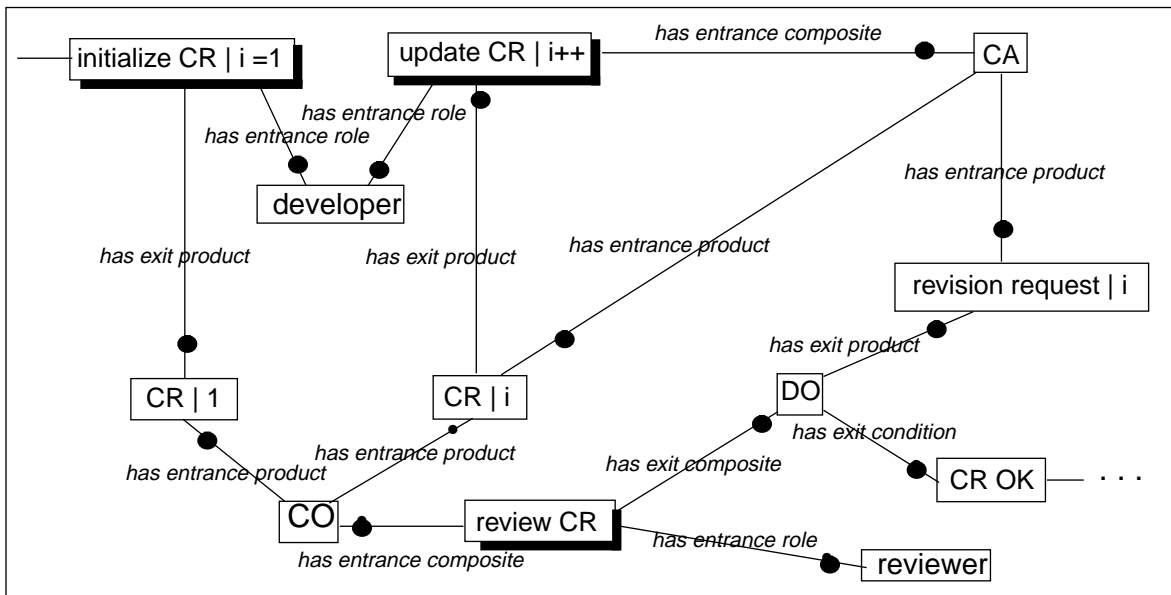 has entrance composite
initialize CR | i =1
update CR | i++
CA
has entrance role
has entrance role
has entrance product
developer
has exit product
has exit product
has entrance product
revision request | i
has exit product
CR | 1
CR | i
DO
has exit condition
has entrance product
has entrance product
has exit composite
CR OK
. . .
CO
review CR
has entrance role
has entrance composite
reviewer